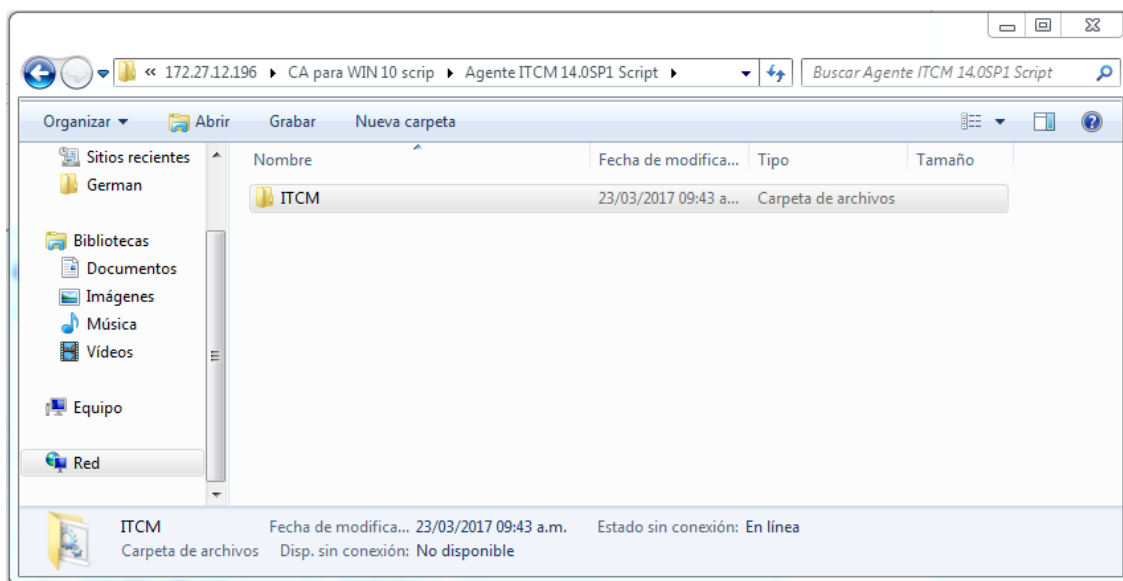 « 172.27.12.196 ▸ CA para WIN 10 scrip ▸ Agente ITCM 14.0SP1 Script ▸ Buscar Agente ITCM 14.0SP1 Script
Organizar Abrir Grabar Nueva carpeta
Sitios recientes
German
Bibliotecas
Documentos
Imágenes
Música
Vídeos
Equipo
Red
Nombre Fecha de modifica... Tipo Tamaño
ITCM 23/03/2017 09:43 a... Carpeta de archivos
ITCM Fecha de modifica... 23/03/2017 09:43 a.m. Estado sin conexión: En línea
Carpeta de archivos Disp. sin conexión: No disponible